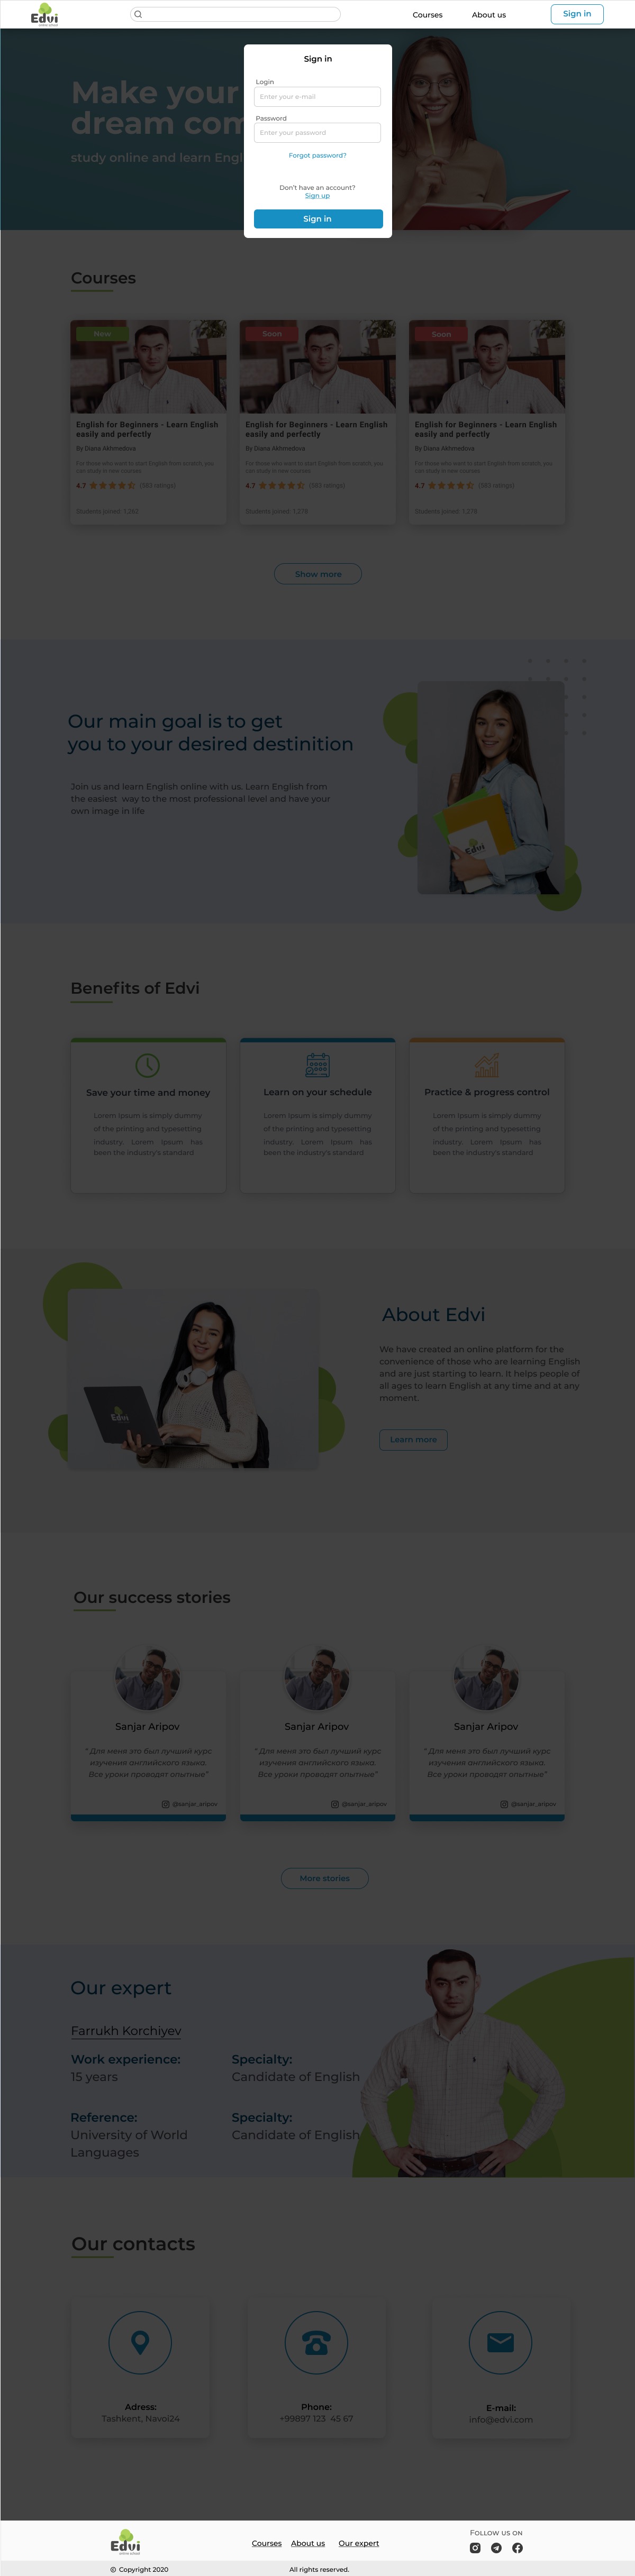 Edvi
online school
Courses
About us
Sign in
Make your
dream com
study online and learn Engl
Sign in
Login
Enter your e-mail
Password
Enter your password
Forgot password?
Don't have an account?
Sign up
Sign in
Courses
New
Soon
Soon
English for Beginners - Learn English
easily and perfectly
By Diana Akhmedova
For those who want to start English from scratch, you
can study in new courses
4.7 (583 ratings)
English for Beginners - Learn English
easily and perfectly
By Diana Akhmedova
For those who want to start English from scratch, you
can study in new courses
4.7 (583 ratings)
Students joined: 1,278
English for Beginners - Learn English
easily and perfectly
By Diana Akhmedova
For those who want to start English from scratch, you
can study in new courses
4.7 (583 ratings)
Students joined: 1,278
Show more
Our main goal is to get
you to your desired destinition
Join us and learn English online with us. Learn English from
the easiest way to the most professional level and have your
own image in life
Edvi
Benefits of Edvi
Save your time and money
Lorem Ipsum is simply dummy
of the printing and typesetting
industry. Lorem Ipsum has
been the industry's standard
Learn on your schedule
Lorem Ipsum is simply dummy
of the printing and typesetting
industry. Lorem Ipsum has
been the industry's standard
Practice & progress control
Lorem Ipsum is simply dummy
of the printing and typesetting
industry. Lorem Ipsum has
been the industry's standard
Edvi
About Edvi
We have created an online platform for the
convenience of those who are learning English
and are just starting to learn. It helps people of
all ages to learn English at any time and at any
moment.
Learn more
Our success stories
Sanjar Aripov
“ Для меня это был лучший курс
изучения английского языка.
Все уроки проводят опытные”
@sanjar_aripov
Sanjar Aripov
“ Для меня это был лучший курс
изучения английского языка.
Все уроки проводят опытные”
@sanjar_aripov
Sanjar Aripov
“ Для меня это был лучший курс
изучения английского языка.
Все уроки проводят опытные”
@sanjar_aripov
More stories
Our expert
Farrukh Korchiyev
Work experience:
15 years
Specialty:
Candidate of English
Reference:
University of World
Languages
Specialty:
Candidate of English
Our contacts
Adress:
Tashkent, Navoi24
Phone:
+99897 123 45 67
E-mail:
info@edvi.com
Edvi
online school
Courses
About us
Our expert
Follow us on
© Copyright 2020
All rights reserved.